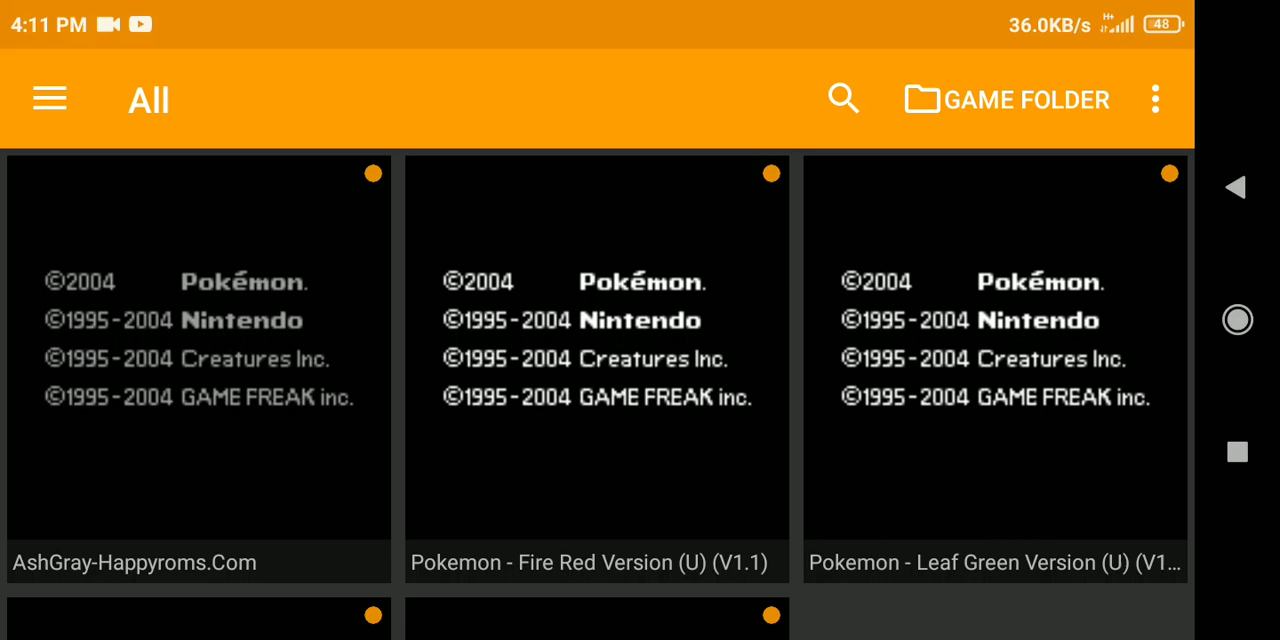 4:11 PM 36.0KB/s H+ 48
All GAME FOLDER
©2004 Pokémon.
©1995-2004 Nintendo
©1995-2004 Creatures Inc.
©1995-2004 GAME FREAK inc.
AshGray-Happyroms.Com
©2004 Pokémon.
©1995-2004 Nintendo
©1995-2004 Creatures Inc.
©1995-2004 GAME FREAK inc.
Pokemon - Fire Red Version (U) (V1.1)
©2004 Pokémon.
©1995-2004 Nintendo
©1995-2004 Creatures Inc.
©1995-2004 GAME FREAK inc.
Pokemon - Leaf Green Version (U) (V1...